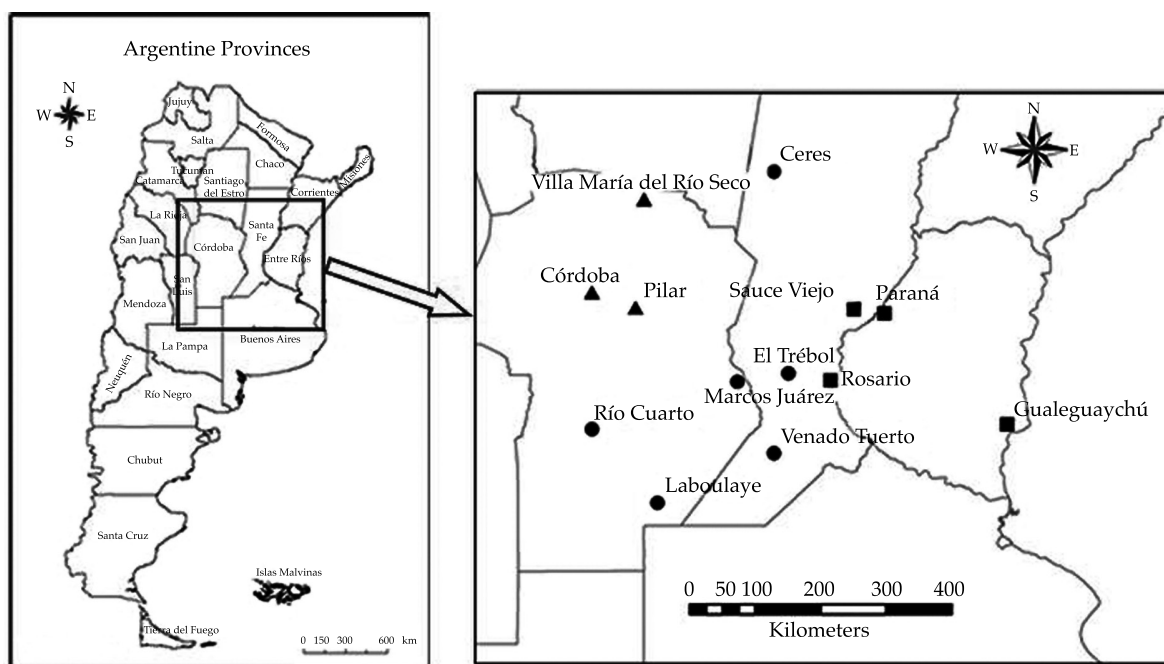 Argentine Provinces
N
W E
S
Jujuy
Salta
Formosa
Chaco
Misiones
Tucumán
Catamarca
Santiago
del Estro
Corrientes
La Rioja
Santa
Fe
San Juan
Córdoba
Entre Ríos
San
Luis
Mendoza
Buenos Aires
La Pampa
Neuquén
Río Negro
Chubut
Santa Cruz
Islas Malvinas
Tierra del Fuego
0 150 300 600 km
N
W E
S
Ceres
Villa María del Río Seco
Córdoba
Pilar
Sauce Viejo
Paraná
El Trébol
Rosario
Marcos Juárez
Río Cuarto
Gualeguaychú
Venado Tuerto
Laboulaye
0 50 100 200 300 400
Kilometers